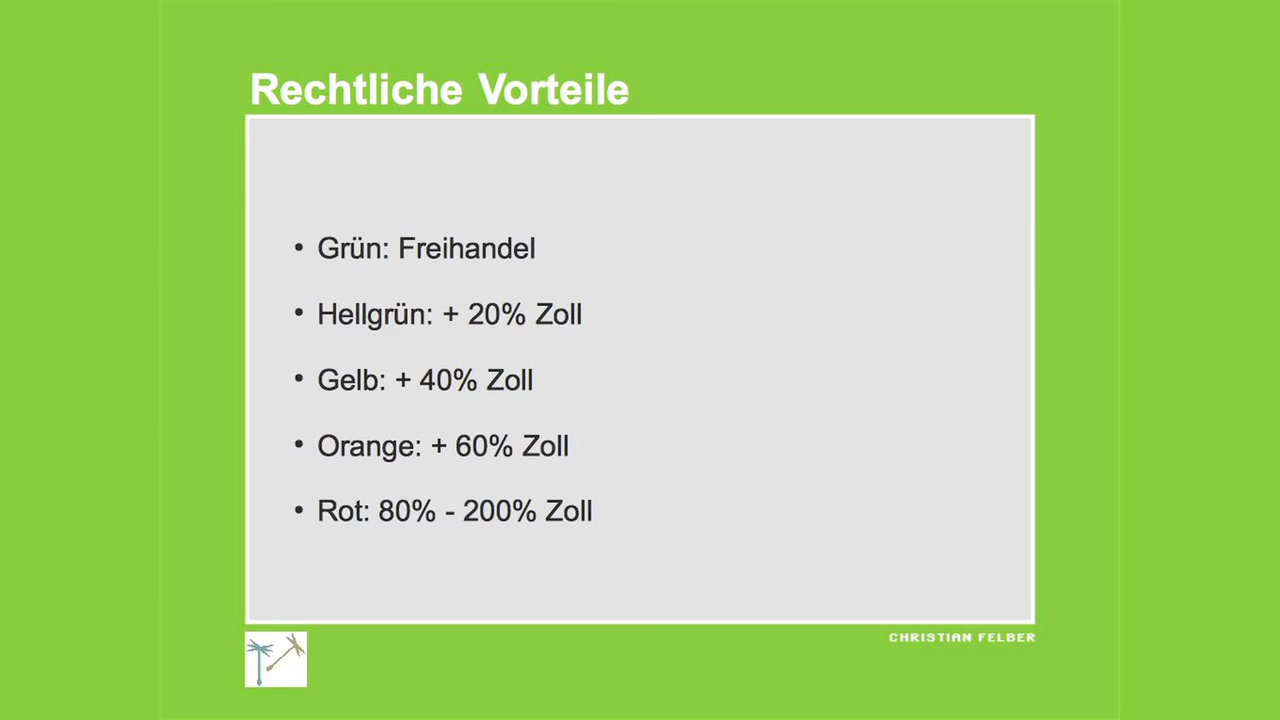 Rechtliche Vorteile
• Grün: Freihandel
• Hellgrün: + 20% Zoll
• Gelb: + 40% Zoll
• Orange: + 60% Zoll
• Rot: 80% - 200% Zoll
CHRISTIAN FELBER